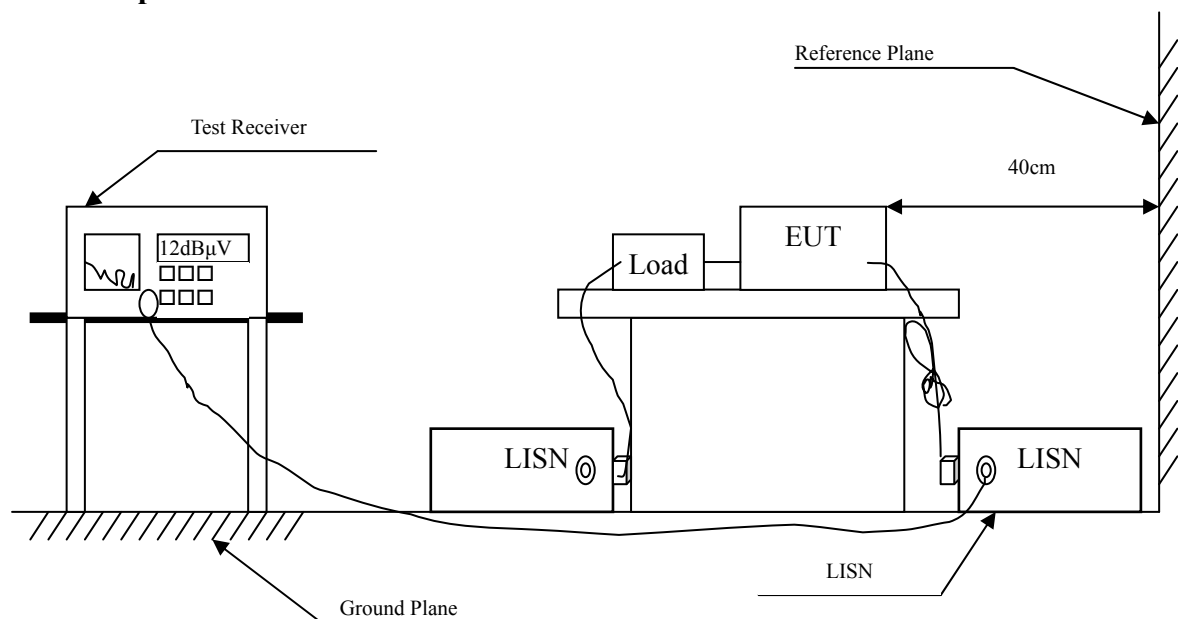 Reference Plane
Test Receiver
40cm
12dBμV
EUT
Load
LISN
LISN
LISN
Ground Plane